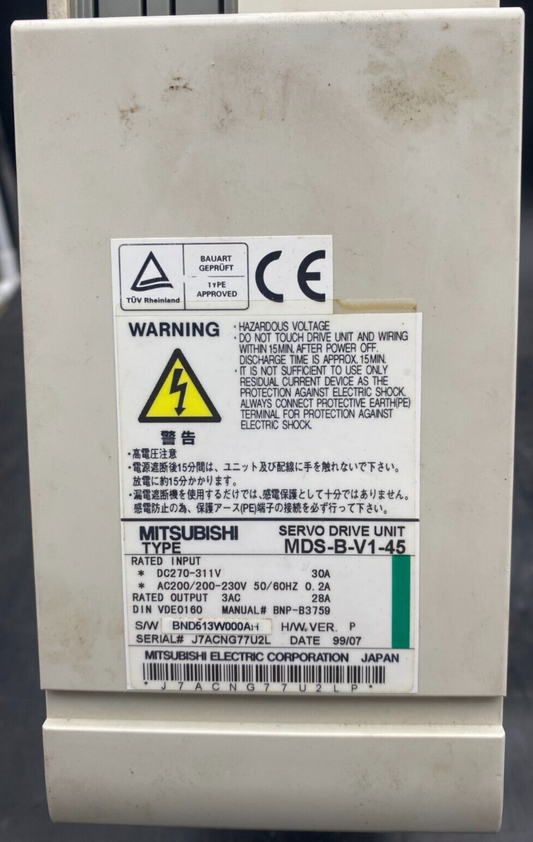 TÜV Rheinland
BAUART
GEPRÜFT
TYPE
APPROVED
CE
WARNING
・HAZARDOUS VOLTAGE
・DO NOT TOUCH DRIVE UNIT AND WIRING
WITHIN 15MIN. AFTER POWER OFF.
DISCHARGE TIME IS APPROX. 15MIN.
・IT IS NOT SUFFICIENT TO USE ONLY
RESIDUAL CURRENT DEVICE AS THE
PROTECTION AGAINST ELECTRIC SHOCK.
ALWAYS CONNECT PROTECTIVE EARTH(PE)
TERMINAL FOR PROTECTION AGAINST
ELECTRIC SHOCK.
警告
・高電圧注意
・電源遮断後15分間は、ユニット及び配線に手を触れないで下さい。
放電に約15分かかります。
・漏電遮断機を使用するだけでは、感電保護として十分ではありません。
感電防止の為、保護アース(PE)端子の接続を必ず行って下さい。
MITSUBISHI SERVO DRIVE UNIT
TYPE MDS-B-V1-45
RATED INPUT
* DC270-311V 30A
* AC200/200-230V 50/60HZ 0.2A
RATED OUTPUT 3AC 28A
DIN VDE0160 MANUAL# BNP-B3759
S/W BND513W000AH H/W.VER. P
SERIAL# J7ACNG77U2L DATE 99/07
MITSUBISHI ELECTRIC CORPORATION JAPAN
*J7ACNG77U2LP*